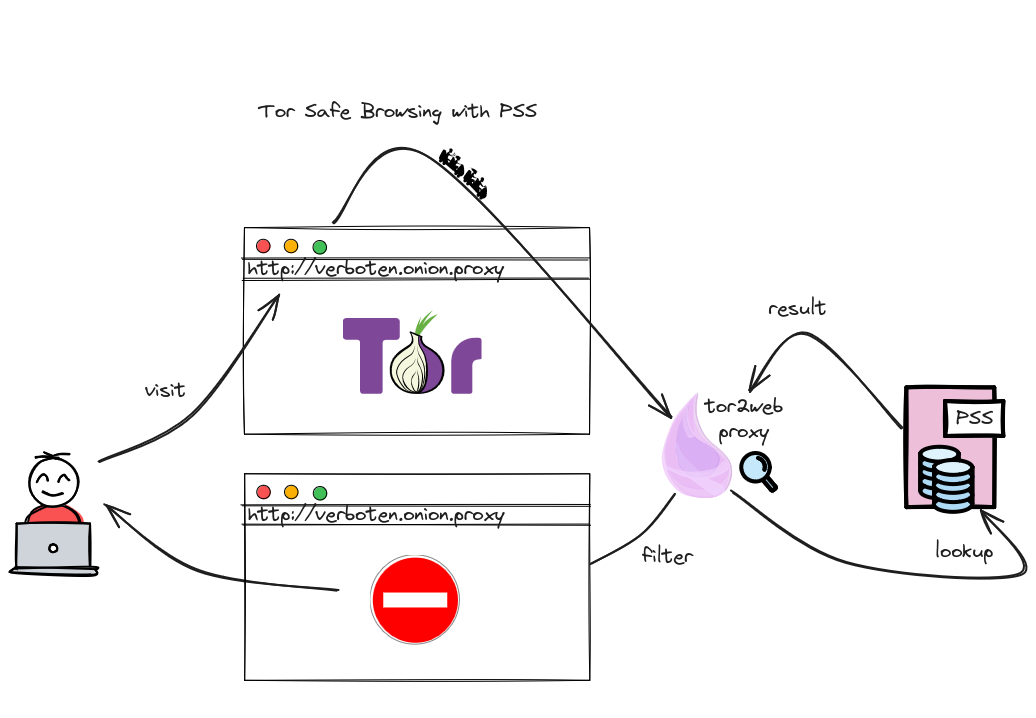 Tor Safe Browsing with PSS
http://verboten.onion.proxy
Tor
visit
result
tor2web
proxy
PSS
http://verboten.onion.proxy
filter
lookup